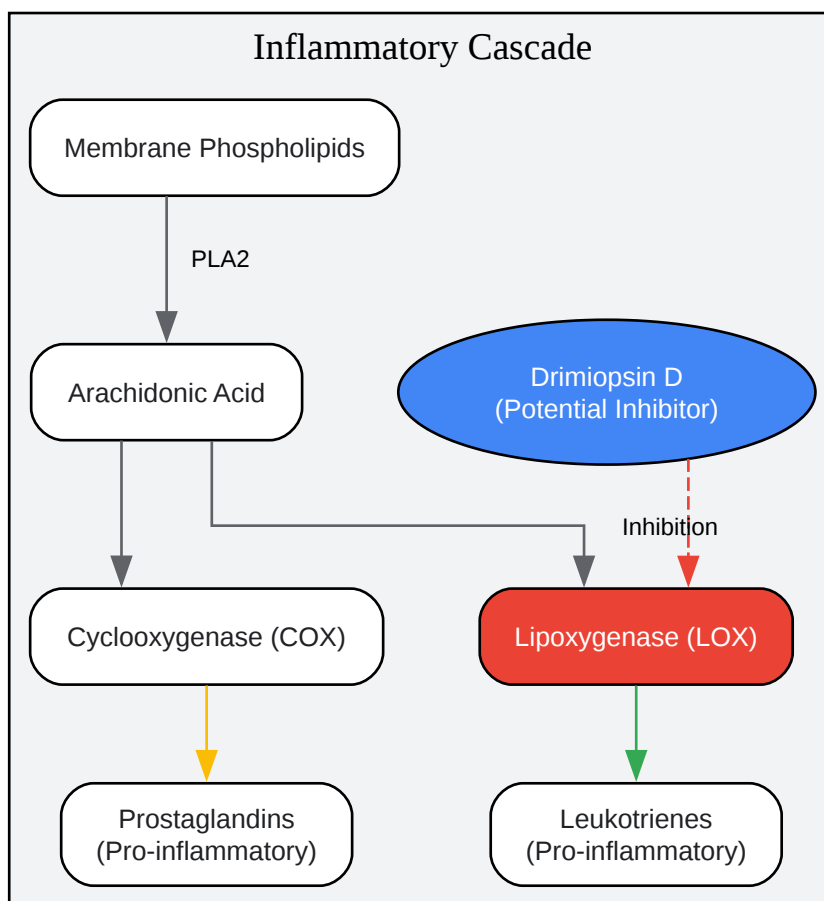 Inflammatory Cascade
Membrane Phospholipids
PLA2
Arachidonic Acid
Drimiopsin D
(Potential Inhibitor)
Inhibition
Cyclooxygenase (COX)
Lipoxygenase (LOX)
Prostaglandins
(Pro-inflammatory)
Leukotrienes
(Pro-inflammatory)